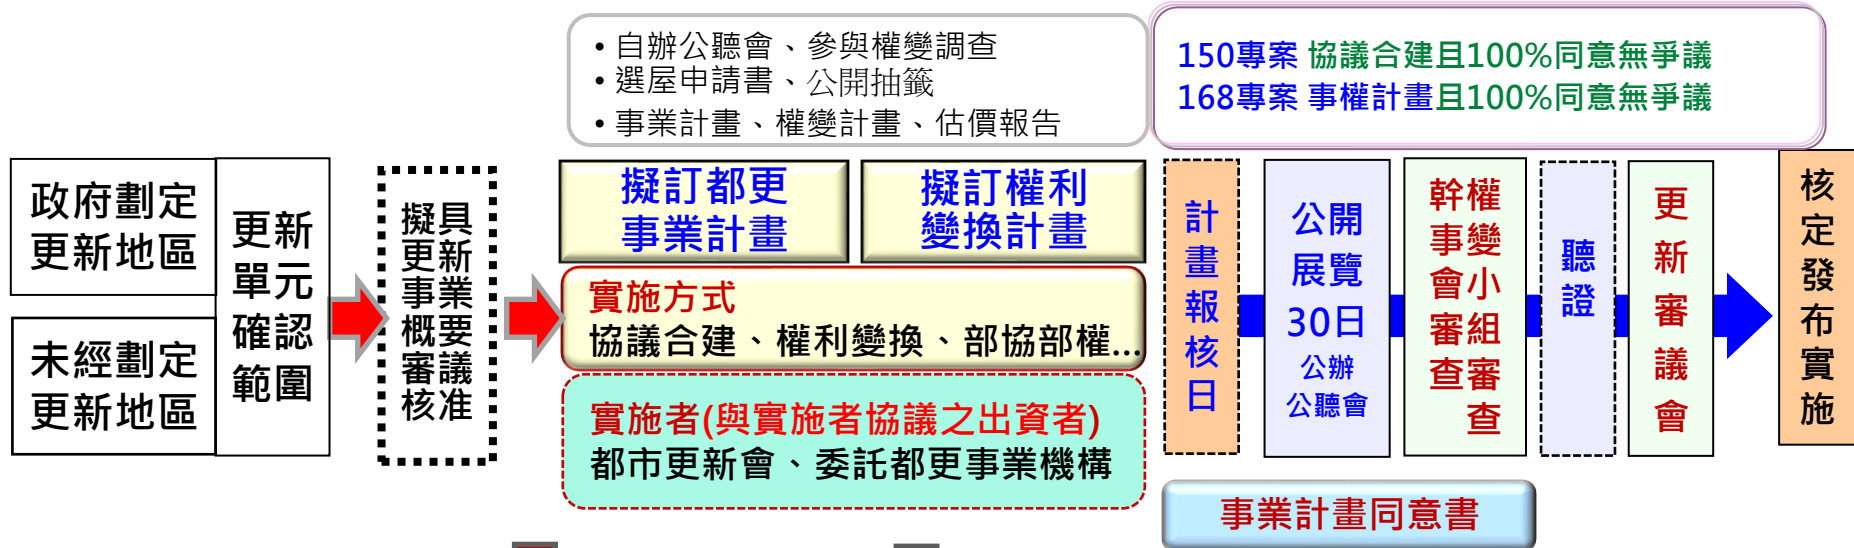 • 自辦公聽會、參與權變調查
• 選屋申請書、公開抽籤
• 事業計畫、權變計畫、估價報告
150專案 協議合建且100%同意無爭議
168專案 事權計畫且100%同意無爭議
政府劃定
更新地區
未經劃定
更新地區
更新
單元
確認
範圍
擬具
更新
事業
概要
審議
核准
擬訂都更
事業計畫
擬訂權利
變換計畫
實施方式
協議合建、權利變換、部協部權...
實施者(與實施者協議之出資者)
都市更新會、委託都更事業機構
計畫報核日
公開
展覽
30日
公辦
公聽會
幹事會審查
權變小組審查
聽證
更新審議會
核定發布實施
事業計畫同意書